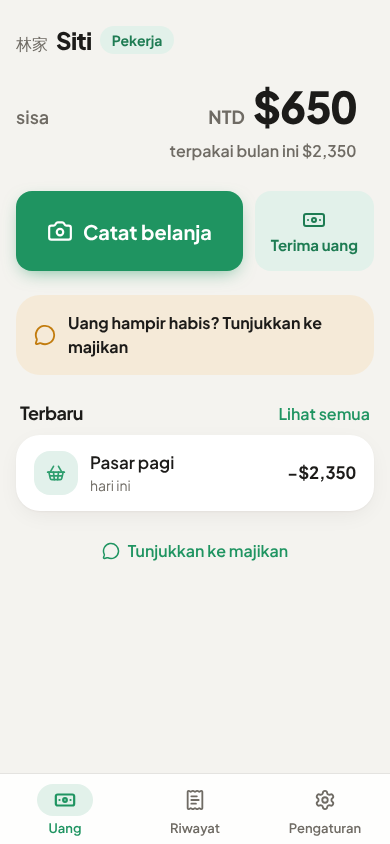 林家 Siti Pekerja
sisa NTD $650
terpakai bulan ini $2,350
Catat belanja
Terima uang
Uang hampir habis? Tunjukkan ke
majikan
Terbaru Lihat semua
Pasar pagi
hari ini
−$2,350
Tunjukkan ke majikan
Uang Riwayat Pengaturan